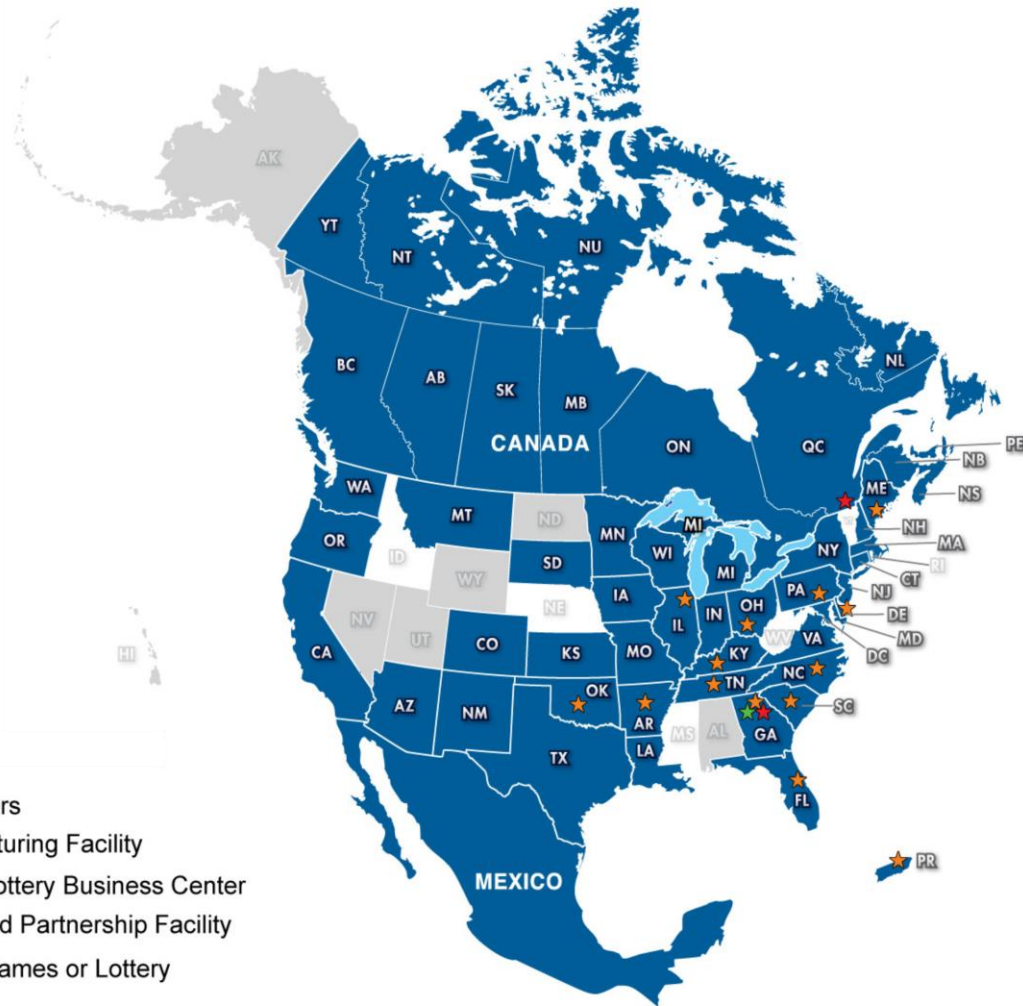 AK
YT
NT
NU
BC
AB
SK
MB
ON
QC
NL
CANADA
PE
NB
NS
WA
MT
ND
MN
MI
ME
OR
ID
SD
WI
NY
NH
MA
RI
WY
MI
CT
NV
UT
NE
IA
IL
IN
OH
PA
NJ
DE
HI
CA
CO
KS
MO
KY
WV
VA
MD
DC
AZ
NM
OK
AR
TN
NC
SC
TX
LA
MS
AL
GA
FL
PR
MEXICO
rs
turing Facility
ottery Business Center
d Partnership Facility
ames or Lottery